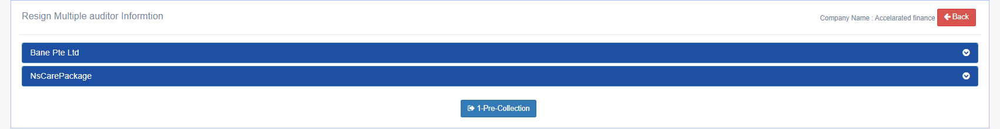 Resign Multiple auditor Informtion
Company Name : Accelarated finance
Back
Bane Pte Ltd
NsCarePackage
1-Pre-Collection